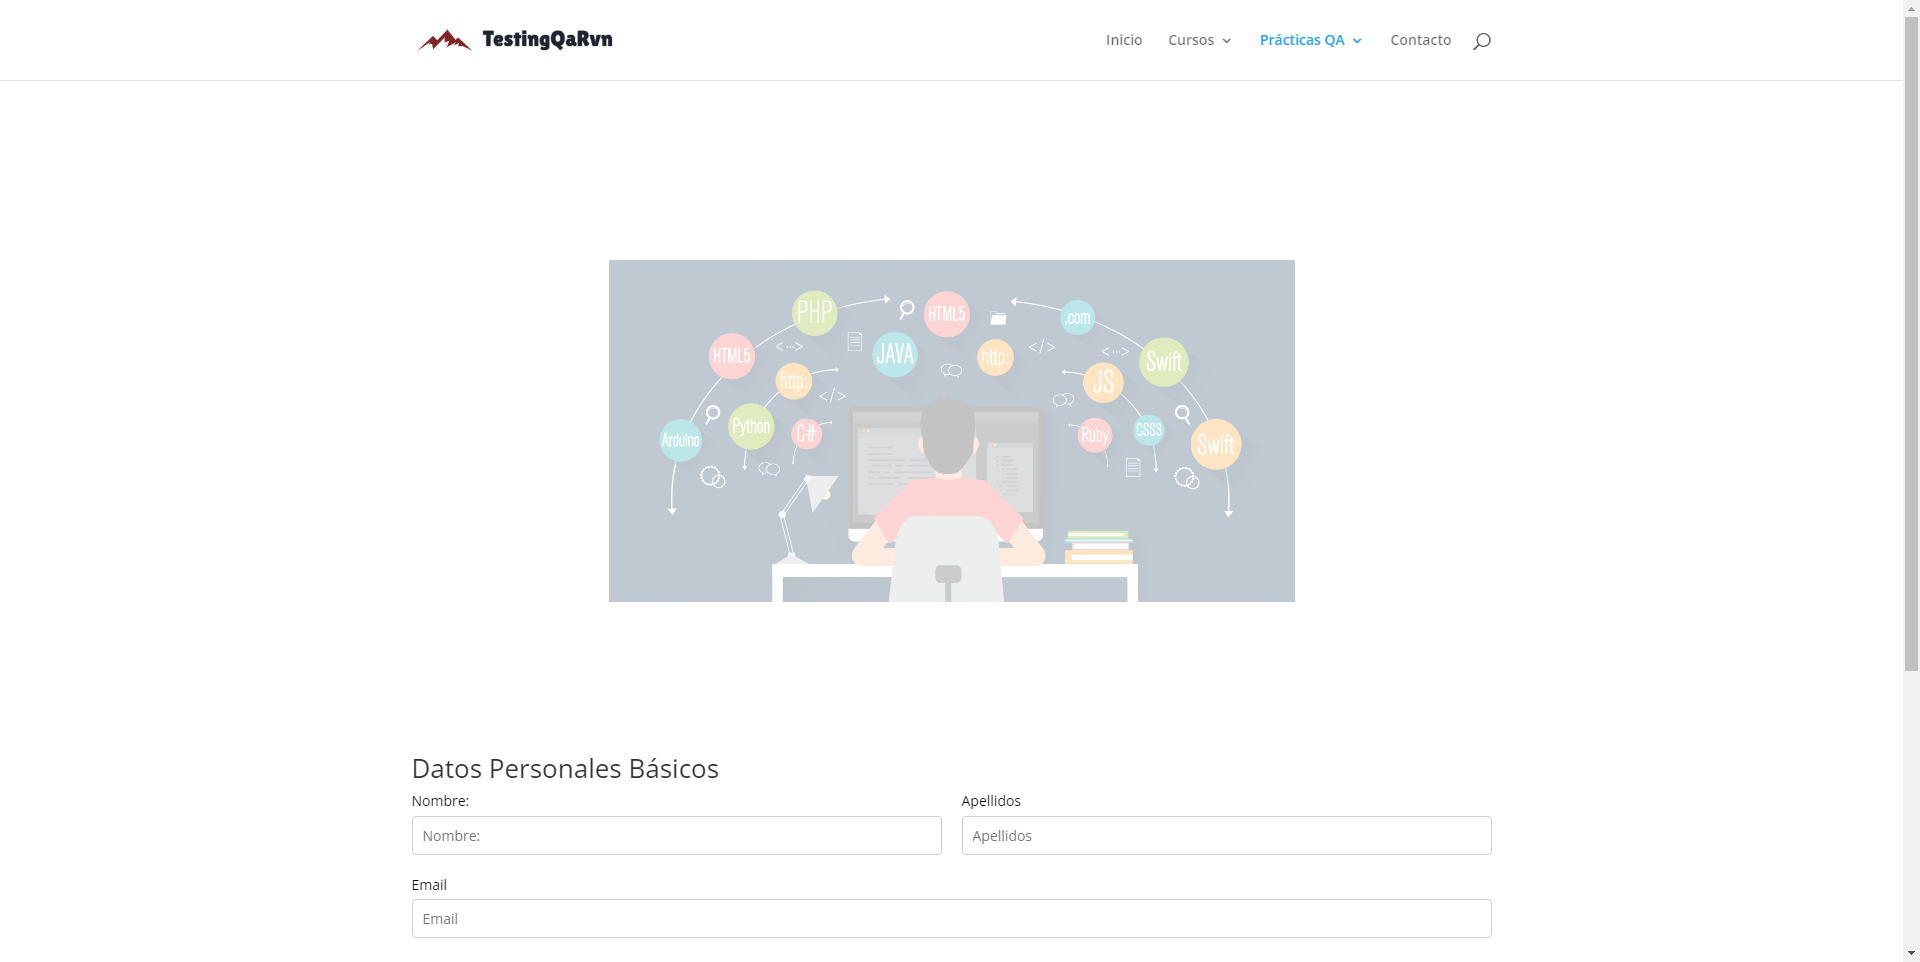 TestingQaRvn
Inicio Cursos Prácticas QA Contacto
PHP HTML5 .com
HTML5 JAVA http: Swift
http: JS
Arduino Python C# Ruby CSS3 Swift
Datos Personales Básicos
Nombre: Apellidos
Nombre: Apellidos
Email
Email